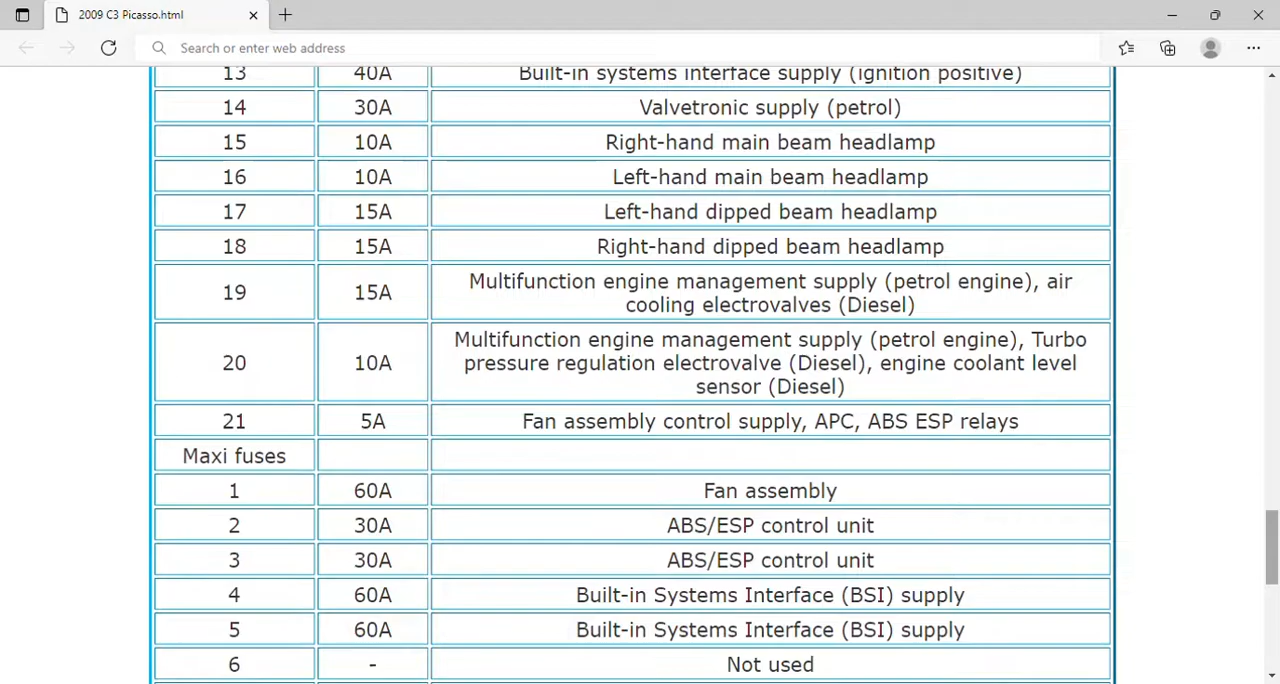 2009 C3 Picasso.html
Search or enter web address
13 40A Built-in systems interface supply (ignition positive)
14 30A Valvetronic supply (petrol)
15 10A Right-hand main beam headlamp
16 10A Left-hand main beam headlamp
17 15A Left-hand dipped beam headlamp
18 15A Right-hand dipped beam headlamp
19 15A Multifunction engine management supply (petrol engine), air
cooling electrovalves (Diesel)
20 10A Multifunction engine management supply (petrol engine), Turbo
pressure regulation electrovalve (Diesel), engine coolant level
sensor (Diesel)
21 5A Fan assembly control supply, APC, ABS ESP relays
Maxi fuses
1 60A Fan assembly
2 30A ABS/ESP control unit
3 30A ABS/ESP control unit
4 60A Built-in Systems Interface (BSI) supply
5 60A Built-in Systems Interface (BSI) supply
6 - Not used